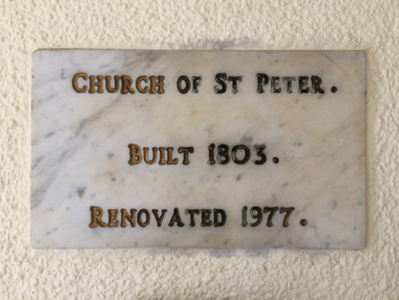 CHURCH OF ST PETER.
BUILT 1803.
RENOVATED 1977.